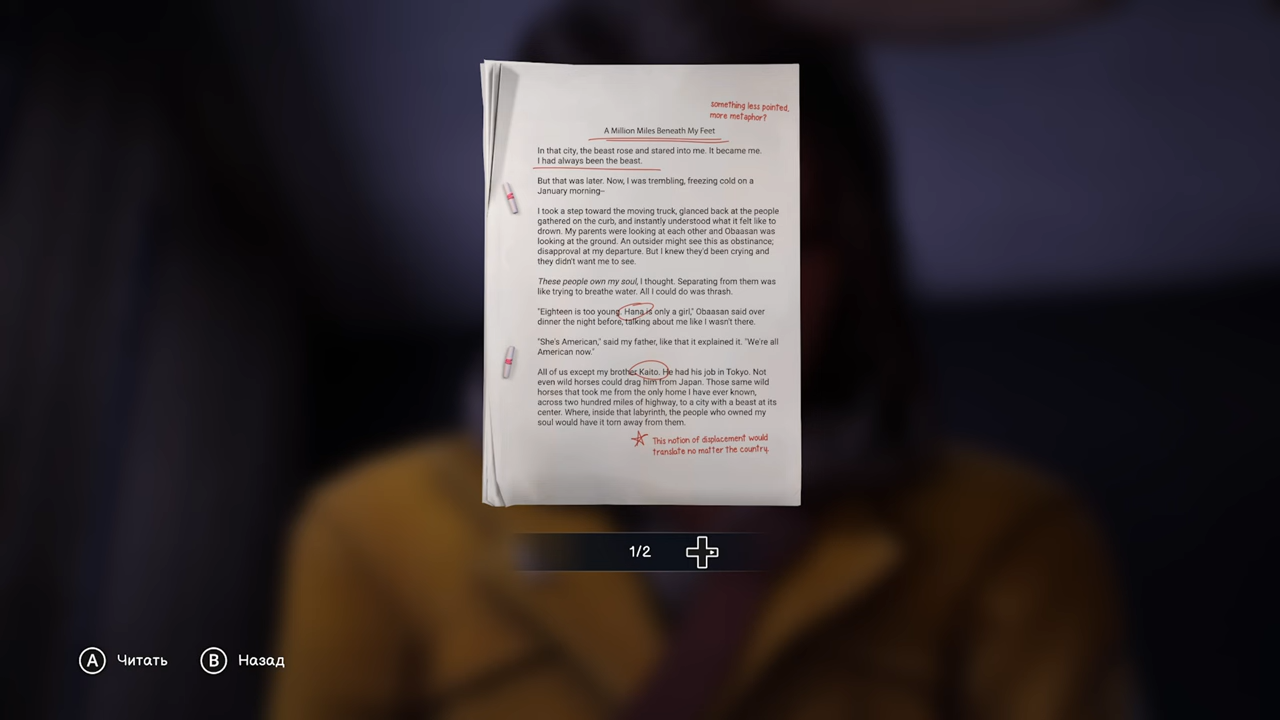 something less pointed,
more metaphor?
A Million Miles Beneath My Feet
In that city, the beast rose and stared into me. It became me.
I had always been the beast.
But that was later. Now, I was trembling, freezing cold on a
January morning–
I took a step toward the moving truck, glanced back at the people
gathered on the curb, and instantly understood what it felt like to
drown. My parents were looking at each other and Obaasan was
looking at the ground. An outsider might see this as obstinance;
disapproval at my departure. But I knew they'd been crying and
they didn't want me to see.
These people own my soul, I thought. Separating from them was
like trying to breathe water. All I could do was thrash.
"Eighteen is too young. Hana is only a girl," Obaasan said over
dinner the night before, talking about me like I wasn't there.
"She's American," said my father, like that it explained it. "We're all
American now."
All of us except my brother Kaito. He had his job in Tokyo. Not
even wild horses could drag him from Japan. Those same wild
horses that took me from the only home I have ever known,
across two hundred miles of highway, to a city with a beast at its
center. Where, inside that labyrinth, the people who owned my
soul would have it torn away from them.
This notion of displacement would
translate no matter the country.
1/2
A Читать B Назад